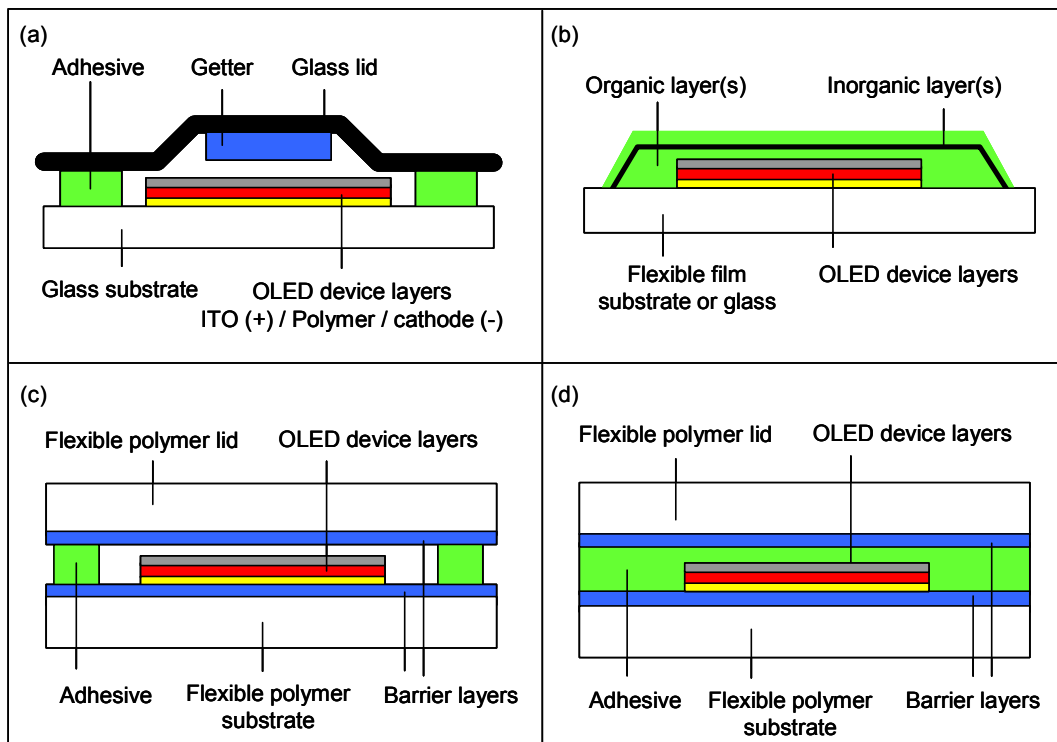 (a)
Adhesive
Getter
Glass lid
Glass substrate
OLED device layers
ITO (+) / Polymer / cathode (-)
(b)
Organic layer(s)
Inorganic layer(s)
Flexible film
substrate or glass
OLED device layers
(c)
Flexible polymer lid
OLED device layers
Adhesive
Flexible polymer
substrate
Barrier layers
(d)
Flexible polymer lid
OLED device layers
Adhesive
Flexible polymer
substrate
Barrier layers